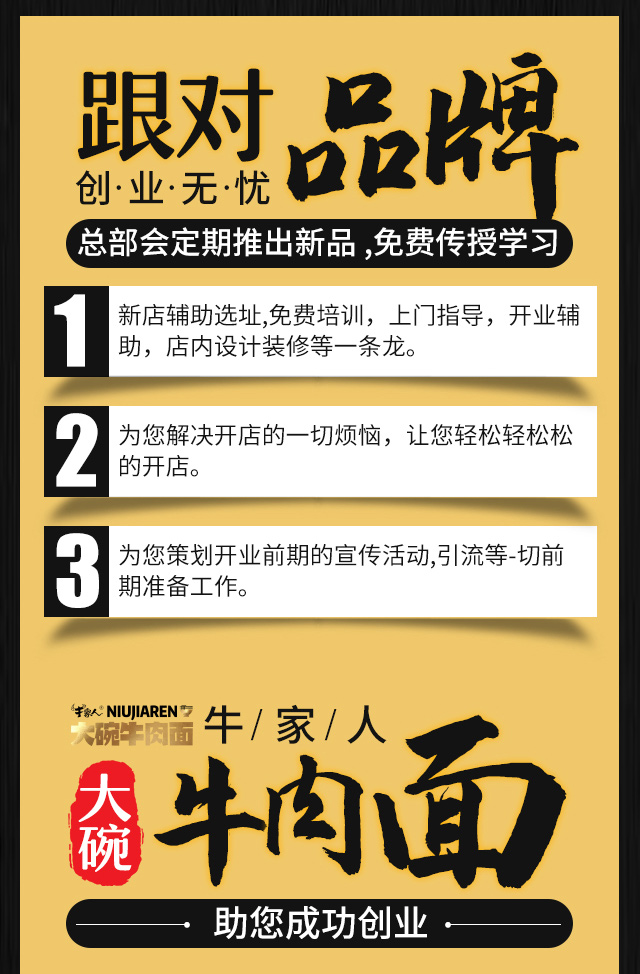 跟对品牌
创·业·无·忧
总部会定期推出新品,免费传授学习
1
新店辅助选址,免费培训，上门指导，开业辅
助，店内设计装修等一条龙。
2
为您解决开店的一切烦恼，让您轻松轻松松
的开店。
3
为您策划开业前期的宣传活动,引流等-切前
期准备工作。
牛家人 NIUJIAREN
大碗牛肉面
牛/家/人
大碗
牛肉面
助您成功创业